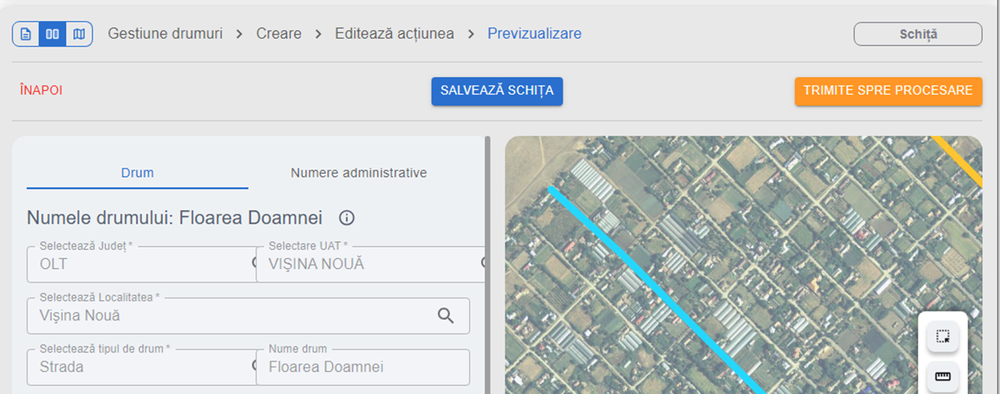 Gestiune drumuri > Creare > Editează acțiunea > Previzualizare
Schiță
ÎNAPOI
SALVEAZĂ SCHIȚA
TRIMITE SPRE PROCESARE
Drum
Numere administrative
Numele drumului: Floarea Doamnei
Selectează Județ *
OLT
Selectare UAT *
VIȘINA NOUĂ
Selectează Localitatea *
Vișina Nouă
Selectează tipul de drum *
Strada
Nume drum
Floarea Doamnei